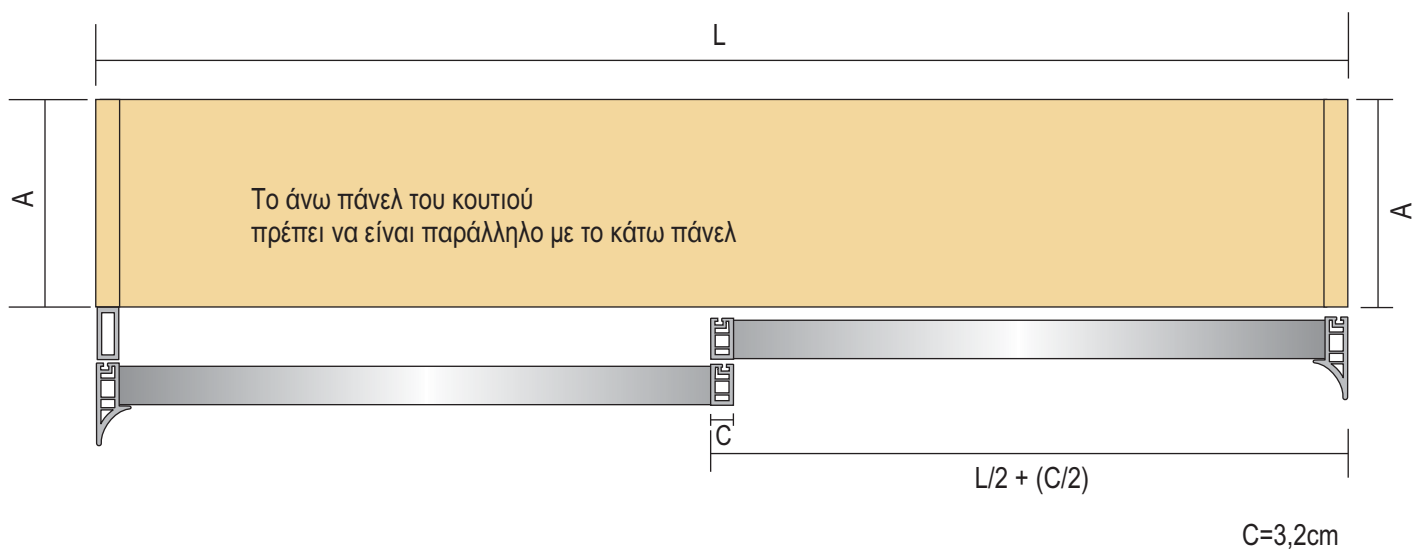 L
A
Το άνω πάνελ του κουτιού
πρέπει να είναι παράλληλο με το κάτω πάνελ
A
C
L/2 + (C/2)
C=3,2cm